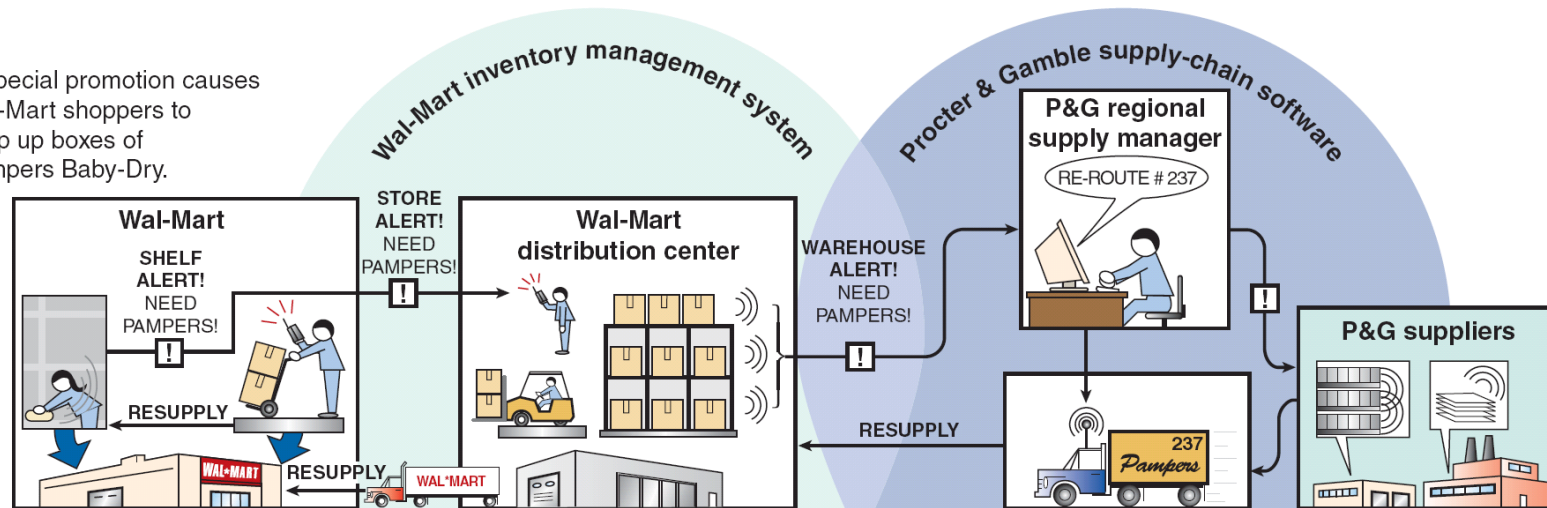 pecial promotion causes
-Mart shoppers to
p up boxes of
pers Baby-Dry.
Wal-Mart inventory management system
Procter & Gamble supply-chain software
Wal-Mart
SHELF
ALERT!
NEED
PAMPERS!
!
RESUPPLY
WAL*MART
STORE
ALERT!
NEED
PAMPERS!
!
RESUPPLY
WAL*MART
Wal-Mart
distribution center
WAREHOUSE
ALERT!
NEED
PAMPERS!
!
RESUPPLY
P&G regional
supply manager
RE-ROUTE # 237
!
237
Pampers
P&G suppliers